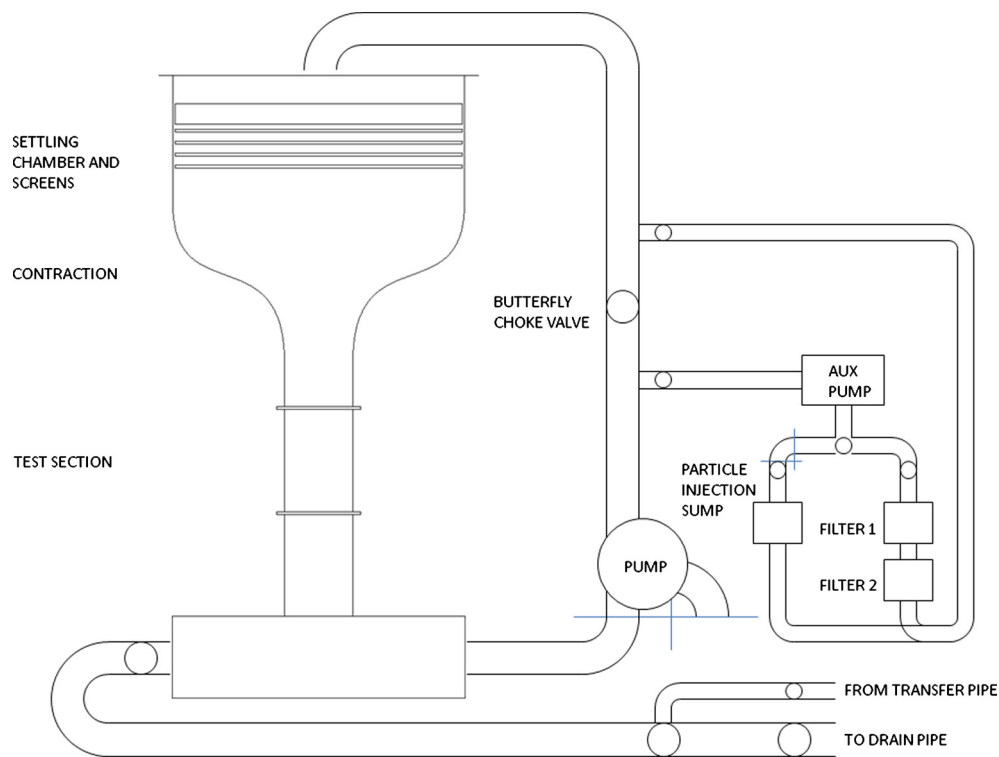 SETTLING
CHAMBER AND
SCREENS
CONTRACTION
BUTTERFLY
CHOKE VALVE
AUX
PUMP
TEST SECTION
PARTICLE
INJECTION
SUMP
FILTER 1
FILTER 2
PUMP
FROM TRANSFER PIPE
TO DRAIN PIPE